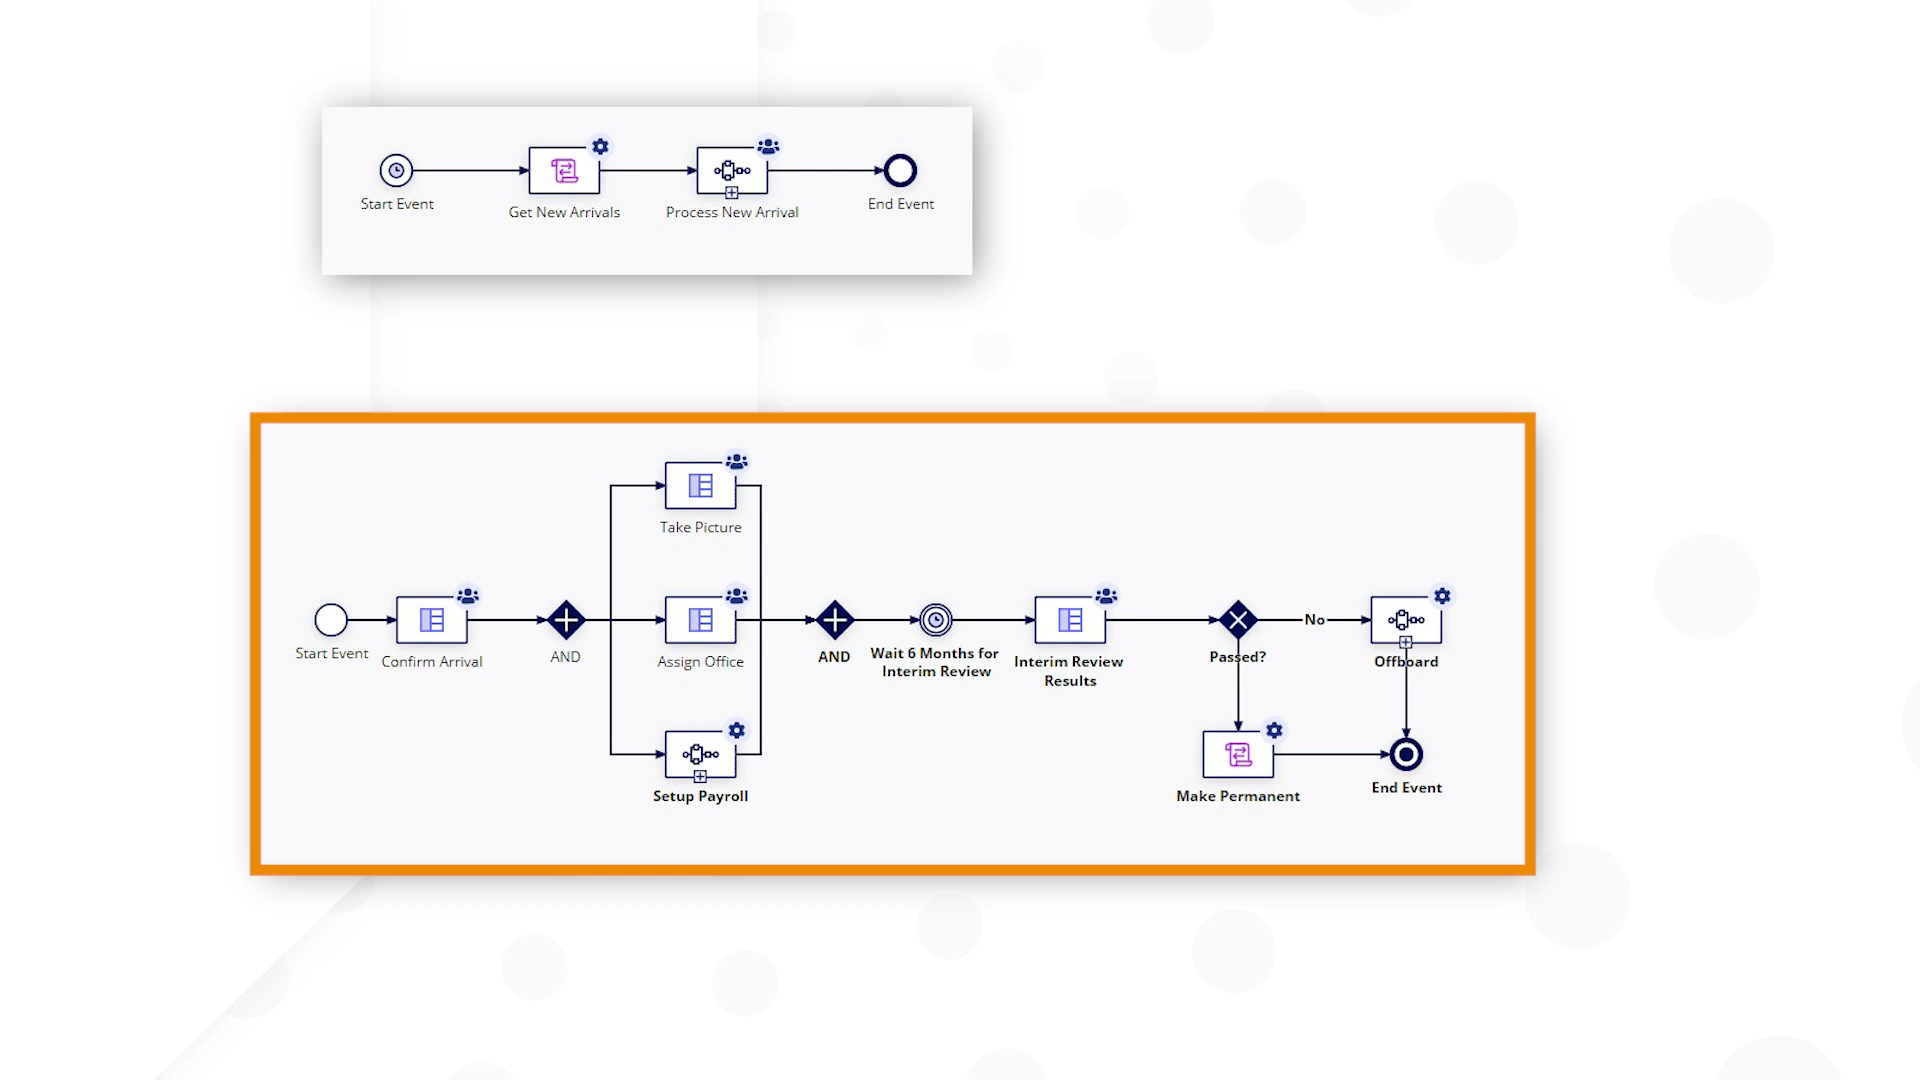 Start Event
Get New Arrivals
Process New Arrival
End Event
Take Picture
Start Event
Confirm Arrival
AND
Assign Office
AND
Wait 6 Months for
Interim Review
Interim Review
Results
Passed?
No
Offboard
Setup Payroll
Make Permanent
End Event